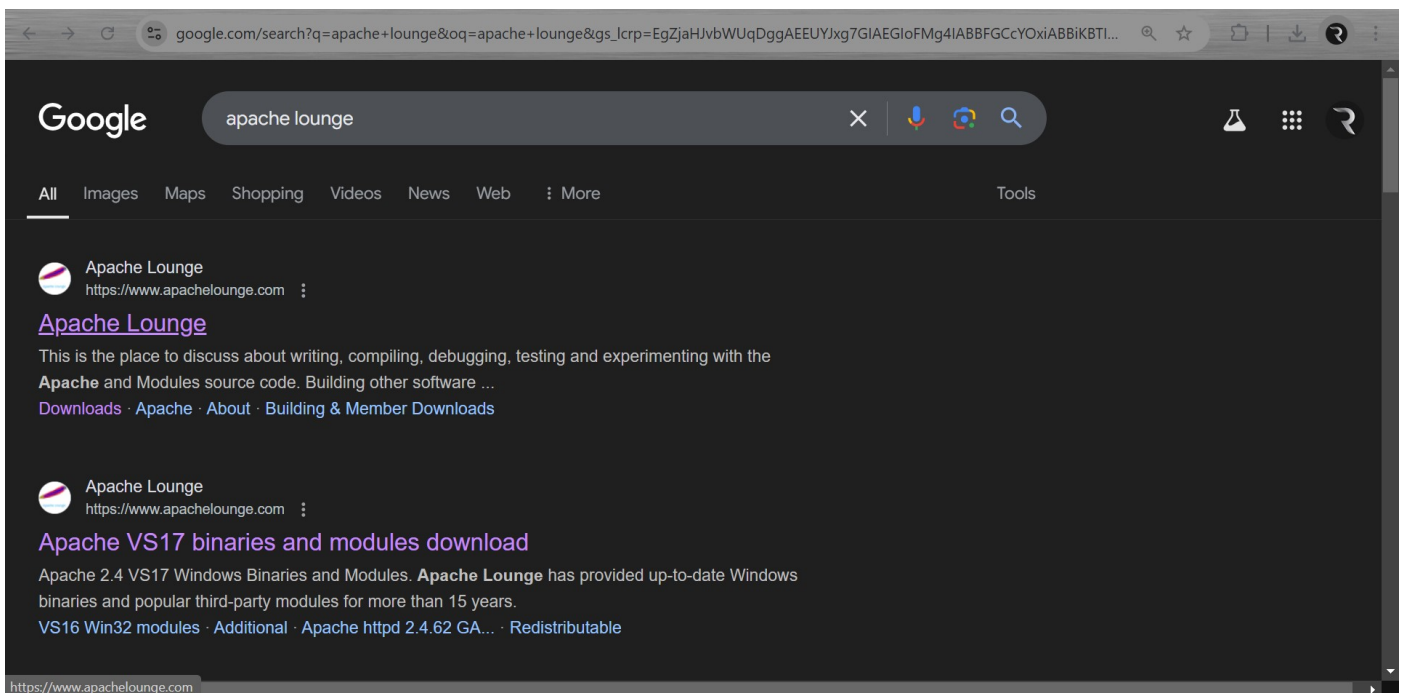 google.com/search?q=apache+lounge&oq=apache+lounge&gs_lcrp=EgZjaHJvbWUqDggAEEUYJxg7GIAEGIoFMg4IABBFGCcYOxiABBiKBTI...
Google
apache lounge
All Images Maps Shopping Videos News Web More Tools
Apache Lounge
https://www.apachelounge.com
Apache Lounge
This is the place to discuss about writing, compiling, debugging, testing and experimenting with the
Apache and Modules source code. Building other software ...
Downloads · Apache · About · Building & Member Downloads
Apache Lounge
https://www.apachelounge.com
Apache VS17 binaries and modules download
Apache 2.4 VS17 Windows Binaries and Modules. Apache Lounge has provided up-to-date Windows
binaries and popular third-party modules for more than 15 years.
VS16 Win32 modules · Additional · Apache httpd 2.4.62 GA... · Redistributable
https://www.apachelounge.com